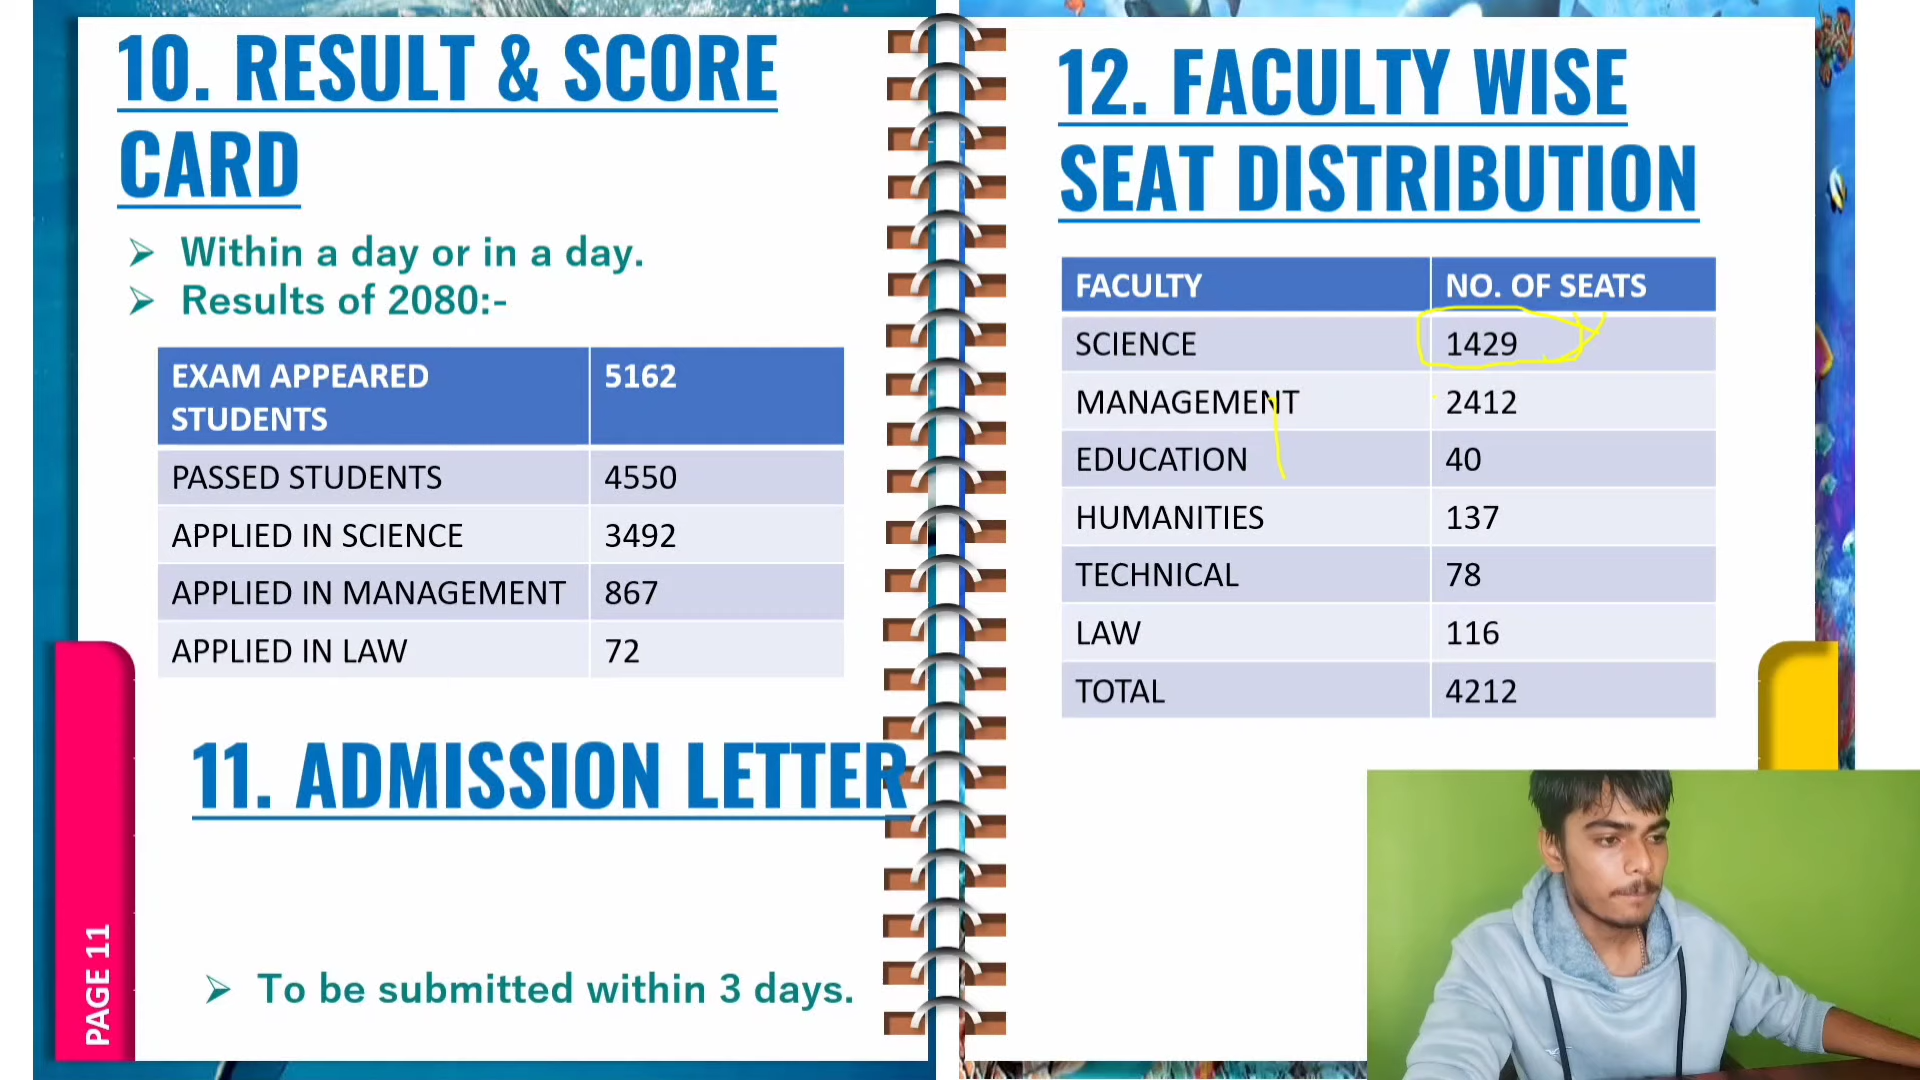 10. RESULT & SCORE
CARD
Within a day or in a day.
Results of 2080:-
EXAM APPEARED STUDENTS 5162
PASSED STUDENTS 4550
APPLIED IN SCIENCE 3492
APPLIED IN MANAGEMENT 867
APPLIED IN LAW 72
11. ADMISSION LETTER
To be submitted within 3 days.
PAGE 11
12. FACULTY WISE
SEAT DISTRIBUTION
FACULTY NO. OF SEATS
SCIENCE 1429
MANAGEMENT 2412
EDUCATION 40
HUMANITIES 137
TECHNICAL 78
LAW 116
TOTAL 4212